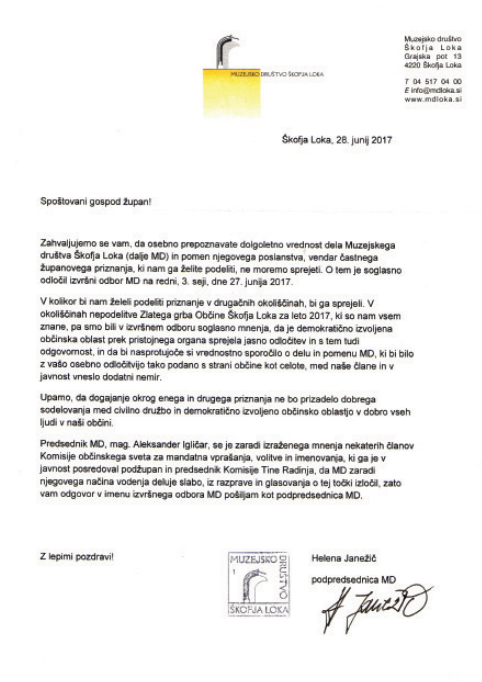 MUZEJSKO DRUŠTVO ŠKOFJA LOKA
Muzejsko društvo
Škofja Loka
Grajska pot 13
4220 Škofja Loka
T 04 517 04 00
E info@mdloka.si
www.mdloka.si
Škofja Loka, 28. junij 2017
Spoštovani gospod župan!
Zahvaljujemo se vam, da osebno prepoznavate dolgoletno vrednost dela Muzejskega
društva Škofja Loka (dalje MD) in pomen njegovega poslanstva, vendar častnega
županovega priznanja, ki nam ga želite podeliti, ne moremo sprejeti. O tem je soglasno
odločil izvršni odbor MD na redni, 3. seji, dne 27. junija 2017.
V kolikor bi nam želeli podeliti priznanje v drugačnih okoliščinah, bi ga sprejeli. V
okoliščinah nepodelitve Zlatega grba Občine Škofja Loka za leto 2017, ki so nam vsem
znane, pa smo bili v izvršnem odboru soglasno mnenja, da je demokratično izvoljena
občinska oblast prek pristojnega organa sprejela jasno odločitev in s tem tudi
odgovornost, in da bi nasprotujoče si vrednostno sporočilo o delu in pomenu MD, ki bi bilo
z vašo osebno odločitvijo tako podano s strani občine kot celote, med naše člane in v
javnost vneslo dodatni nemir.
Upamo, da dogajanje okrog enega in drugega priznanja ne bo prizadelo dobrega
sodelovanja med civilno družbo in demokratično izvoljeno občinsko oblastjo v dobro vseh
ljudi v naši občini.
Predsednik MD, mag. Aleksander Igličar, se je zaradi izraženega mnenja nekaterih članov
Komisije občinskega sveta za mandatna vprašanja, volitve in imenovanja, ki ga je v
javnost posredoval podžupan in predsednik Komisije Tine Radinja, da MD zaradi
njegovega načina vodenja deluje slabo, iz razprave in glasovanja o tej točki izločil, zato
vam odgovor v imenu izvršnega odbora MD pošiljam kot podpredsednica MD.
Z lepimi pozdravi!
MUZEJSKO
DRUŠTVO
1
ŠKOFJA LOKA
Helena Janežič
podpredsednica MD
H Janežič